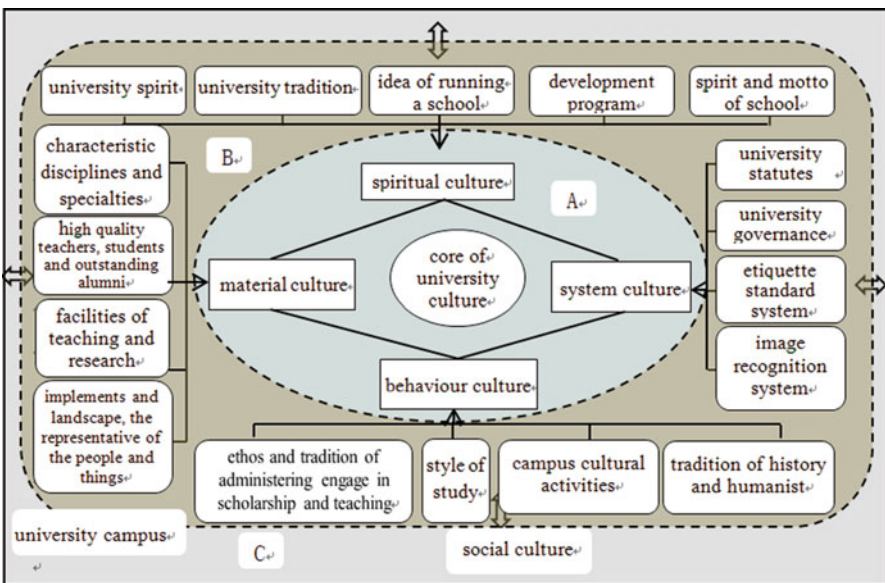 university spirit
university tradition
idea of running
a school
development
program
spirit and motto
of school
characteristic
disciplines and
specialties
B
spiritual culture
A
university
statutes
high quality
teachers, students
and outstanding
alumni
university
governance
material culture
core of
university
culture
system culture
etiquette
standard
system
facilities of
teaching and
research
image
recognition
system
behaviour culture
implements and
landscape, the
representative of
the people and
things
ethos and tradition of
administering engage in
scholarship and teaching
style of
study
campus cultural
activities
tradition of history
and humanist
university campus
C
social culture